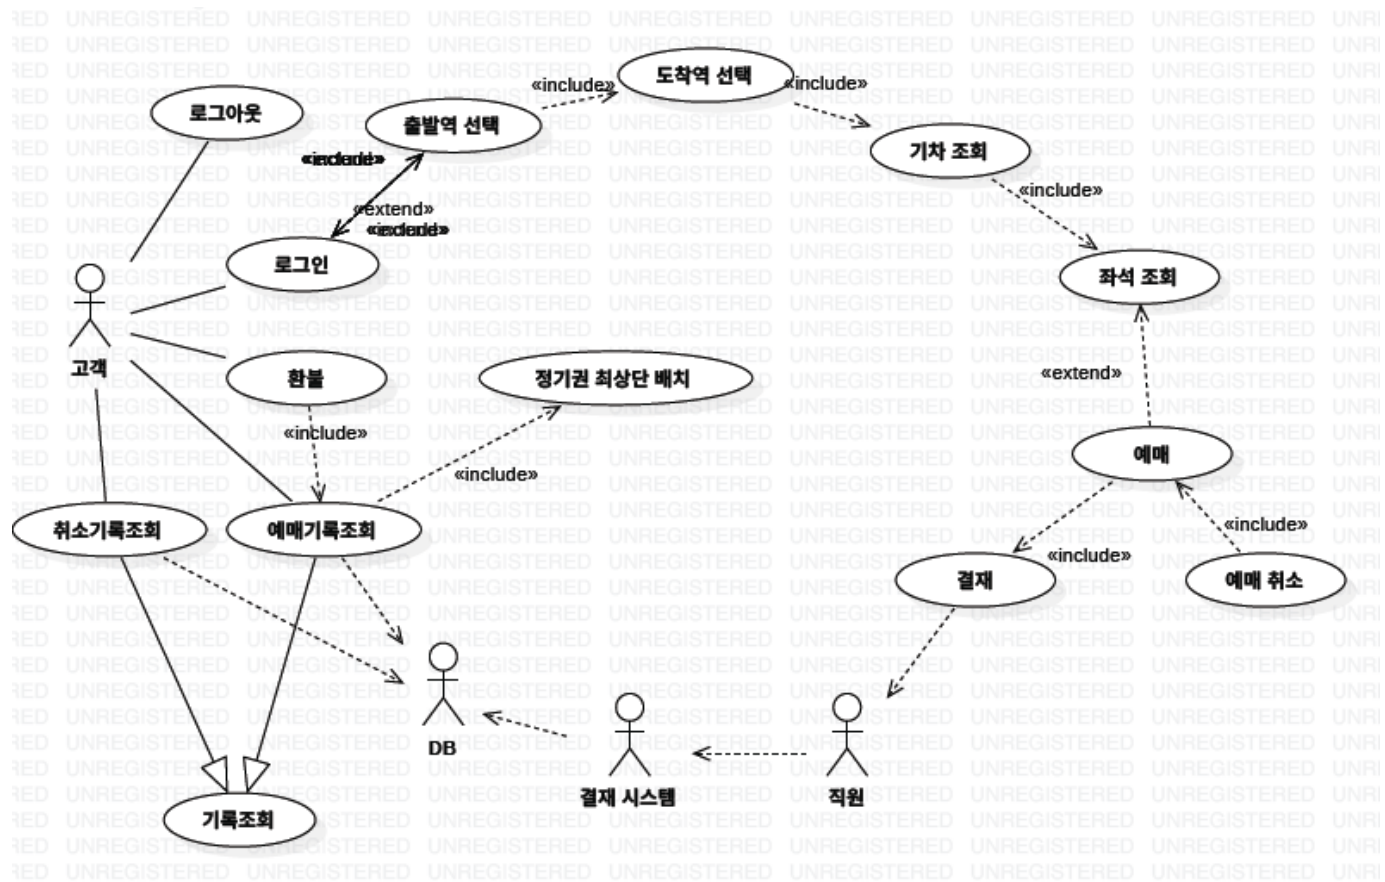 도착역 선택
«include»
«include»
로그아웃
출발역 선택
기차 조회
«include»
«include»
«extend»
«include»
로그인
좌석 조회
고객
환불
정기권 최상단 배치
«extend»
«include»
예매
«include»
취소기록조회
예매기록조회
«include»
«include»
결재
예매 취소
DB
결재 시스템
직원
기록조회
UNREGISTERED